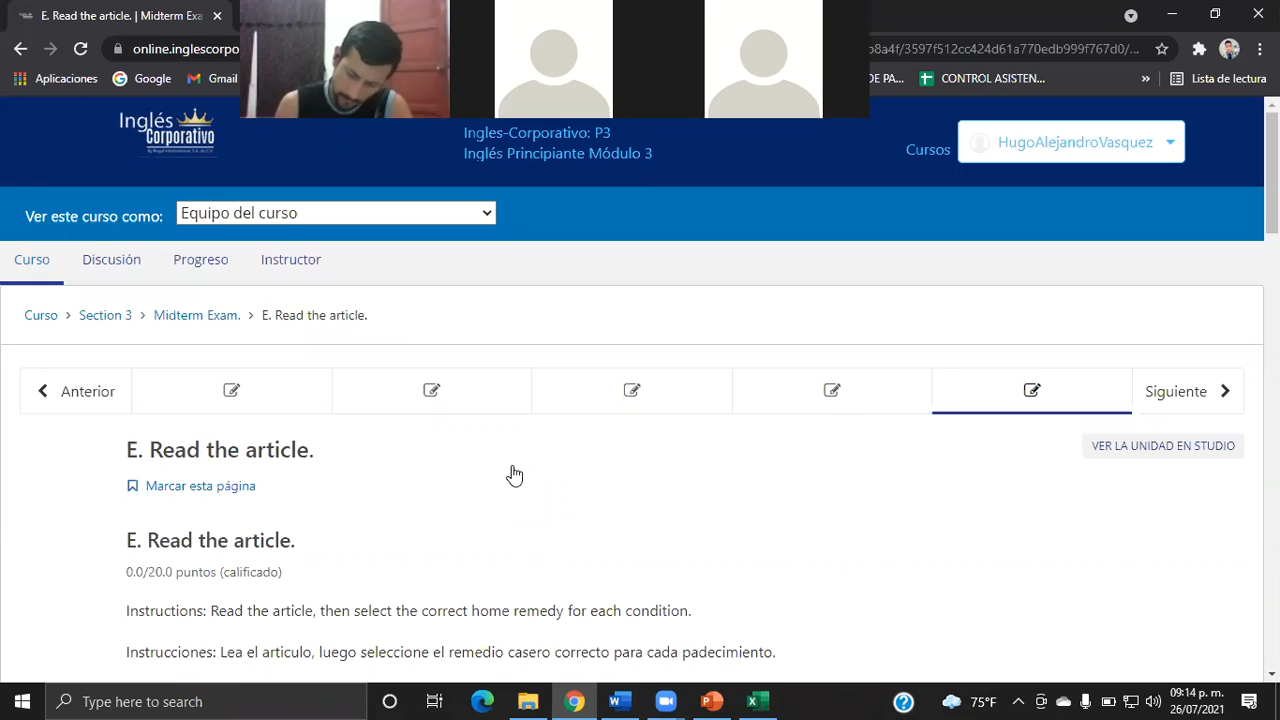 E. Read the article. | Midterm Ex
online.inglescorpo
b8a4f/3597f512cc424d61a770edb999f767d0/...
Aplicaciones
Google
Gmail
DE PA...
CONTROL ASISTEN...
»
Lista de lectura
Inglés Corporativo
Ingles-Corporativo: P3
Inglés Principiante Módulo 3
Cursos
HugoAlejandroVasquez
Ver este curso como:
Equipo del curso
Curso
Discusión
Progreso
Instructor
Curso > Section 3 > Midterm Exam. > E. Read the article.
Anterior
Siguiente
E. Read the article.
VER LA UNIDAD EN STUDIO
Marcar esta página
E. Read the article.
0.0/20.0 puntos (calificado)
Instructions: Read the article, then select the correct home remedy for each condition.
Instrucciones: Lea el articulo, luego seleccione el remedio casero correcto para cada padecimiento.
Type here to search
75°F
09:14 p. m.
26/07/2021